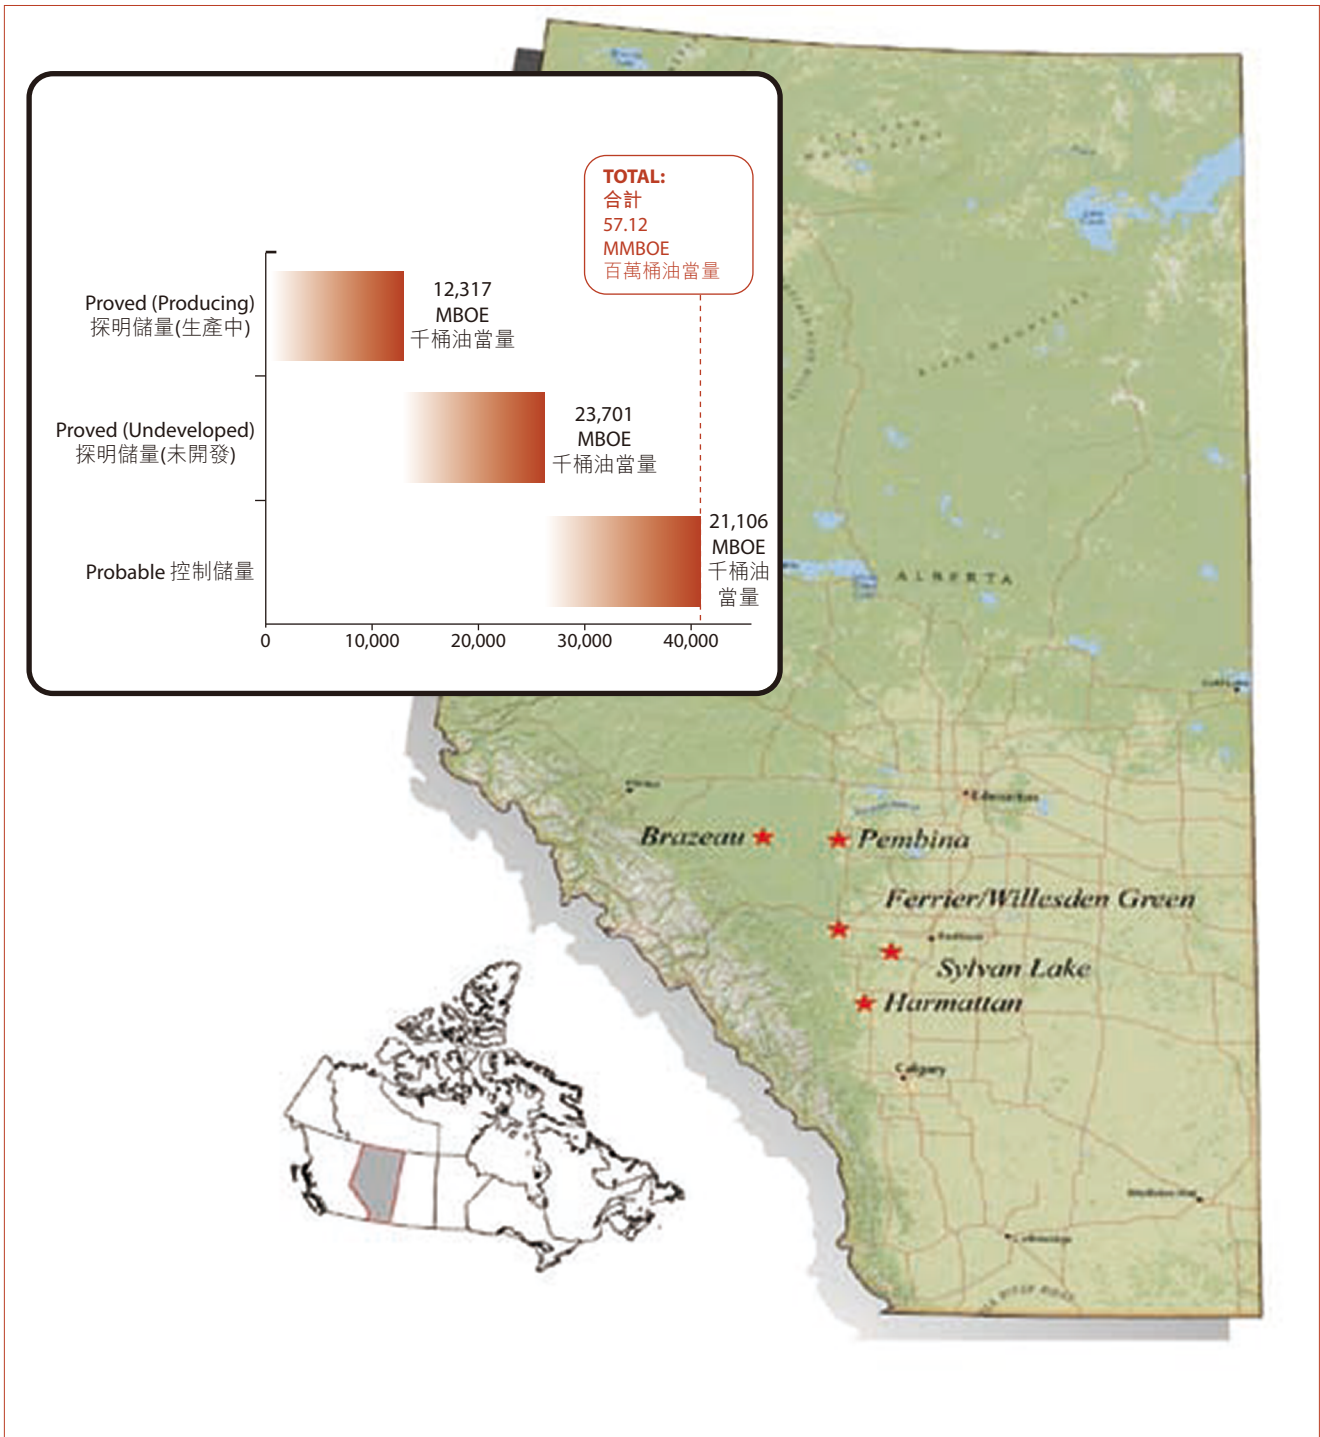 TOTAL:
合計
57.12
MMBOE
百萬桶油當量
Proved (Producing)
探明儲量(生產中)
12,317
MBOE
千桶油當量
Proved (Undeveloped)
探明儲量(未開發)
23,701
MBOE
千桶油當量
Probable 控制儲量
21,106
MBOE
千桶油
當量
0
10,000
20,000
30,000
40,000
ALBERTA
Edmonton
Brazeau
Pembina
Ferrier/Willesden Green
Sylvan Lake
Harmattan
Calgary